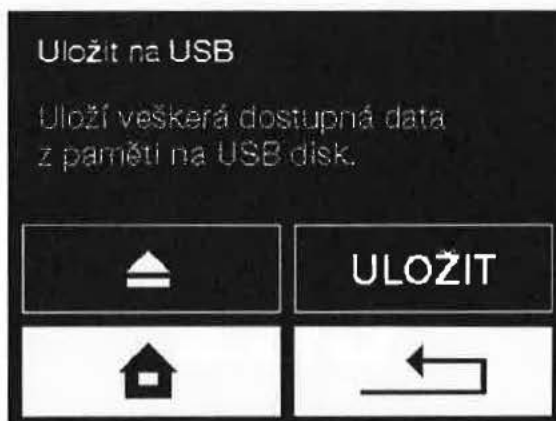 Uložit na USB
Uloží veškerá dostupná data
z paměti na USB disk.
ULOŽIT